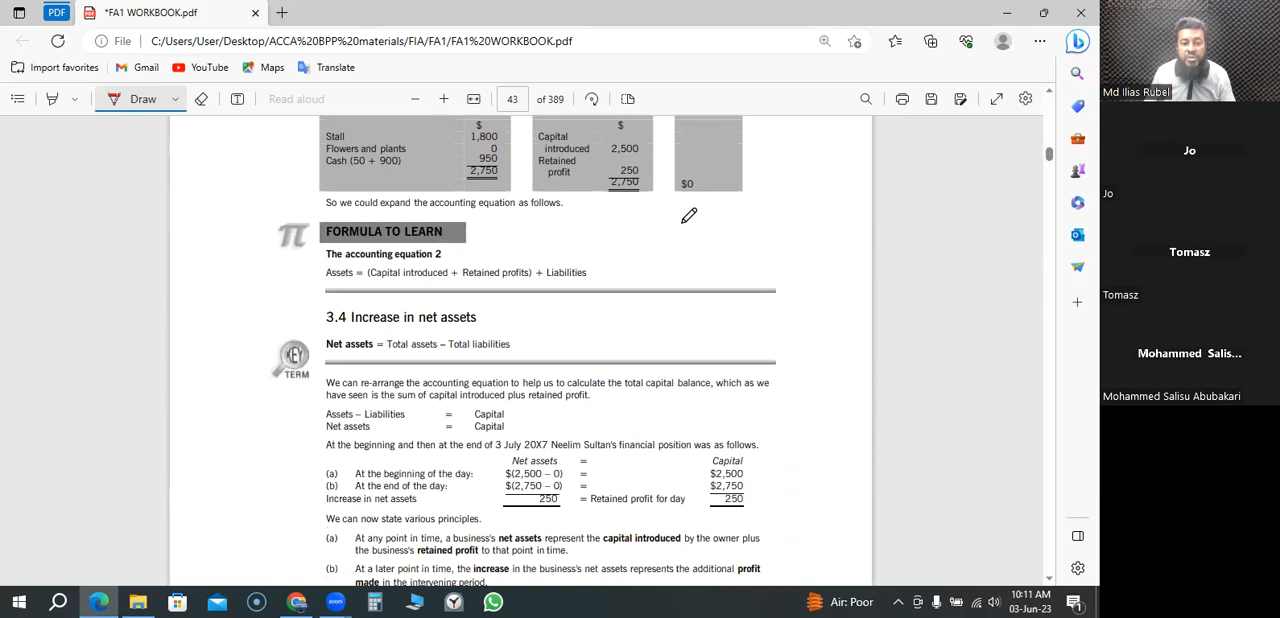 PDF
*FA1 WORKBOOK.pdf
File
C:/Users/User/Desktop/ACCA%20BPP%20materials/FIA/FA1/FA1%20WORKBOOK.pdf
Import favorites
Gmail
YouTube
Maps
Translate
Draw
Read aloud
43
of 389
$
Stall 1,800
Flowers and plants 0
Cash (50 + 900) 950
2,750
$
Capital
introduced 2,500
Retained
profit 250
2,750
$0
So we could expand the accounting equation as follows.
π
FORMULA TO LEARN
The accounting equation 2
Assets = (Capital introduced + Retained profits) + Liabilities
3.4 Increase in net assets
KEY
TERM
Net assets = Total assets – Total liabilities
We can re-arrange the accounting equation to help us to calculate the total capital balance, which as we
have seen is the sum of capital introduced plus retained profit.
Assets – Liabilities = Capital
Net assets = Capital
At the beginning and then at the end of 3 July 20X7 Neelim Sultan's financial position was as follows.
Net assets = Capital
(a) At the beginning of the day: $(2,500 – 0) = $2,500
(b) At the end of the day: $(2,750 – 0) = $2,750
Increase in net assets 250 = Retained profit for day 250
We can now state various principles.
(a) At any point in time, a business's net assets represent the capital introduced by the owner plus
the business's retained profit to that point in time.
(b) At a later point in time, the increase in the business's net assets represents the additional profit
made in the intervening period.
Md Ilias Rubel
Jo
Jo
Tomasz
Tomasz
Mohammed Salis...
Mohammed Salisu Abubakari
zoom
Air: Poor
10:11 AM
03-Jun-23
1